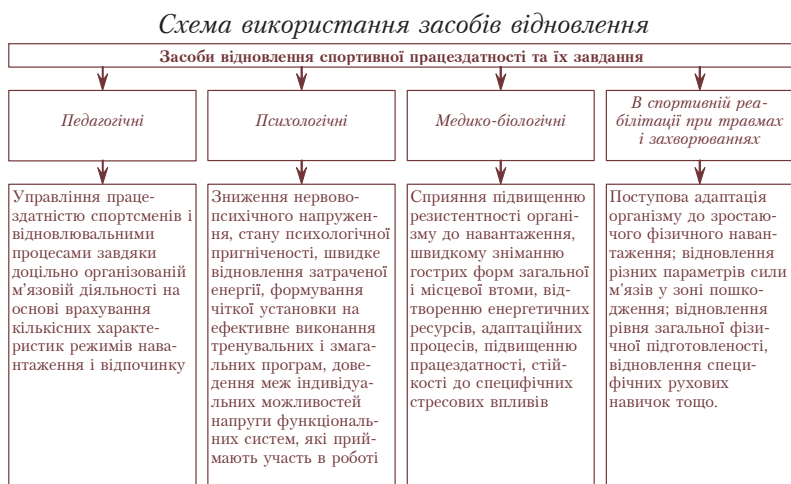 Схема використання засобів відновлення
Засоби відновлення спортивної працездатності та їх завдання
Педагогічні
Психологічні
Медико-біологічні
В спортивній реа-
білітації при травмах
і захворюваннях
Управління праце-
здатністю спортсменів і
відновлювальними
процесами завдяки
доцільно організованій
м'язовій діяльності на
основі врахування
кількісних характе-
ристик режимів нава-
нтаження і відпочинку
Зниження нервово-
психічного напружен-
ня, стану психологічної
пригніченості, швидке
відновлення затраченої
енергії, формування
чіткої установки на
ефективне виконання
тренувальних і змага-
льних програм, дове-
дення меж індивіду-
альних можливостей
напруги функціональ-
них систем, які прий-
мають участь в роботі
Сприяння підвищенню
резистентності органі-
зму до навантаження,
швидкому зніманню
гострих форм загальної
і місцевої втоми, від-
творенню енергетичних
ресурсів, адаптаційних
процесів, підвищенню
працездатності, стій-
кості до специфічних
стресових впливів
Поступова адаптація
організму до зростаю-
чого фізичного наван-
таження; відновлення
різних параметрів сили
м'язів у зоні пошко-
дження; відновлення
рівня загальної фізи-
чної підготовленості,
відновлення специ-
фічних рухових
навичок тощо.